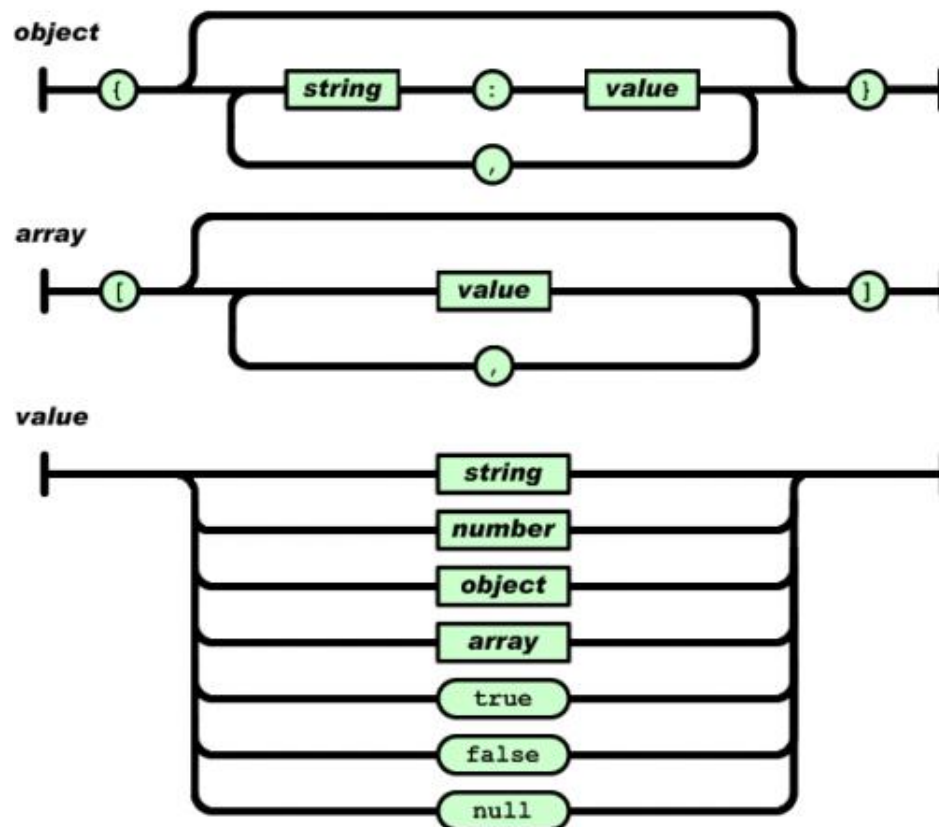 object
{ string : value }
,
array
[ value ]
,
value
string
number
object
array
true
false
null